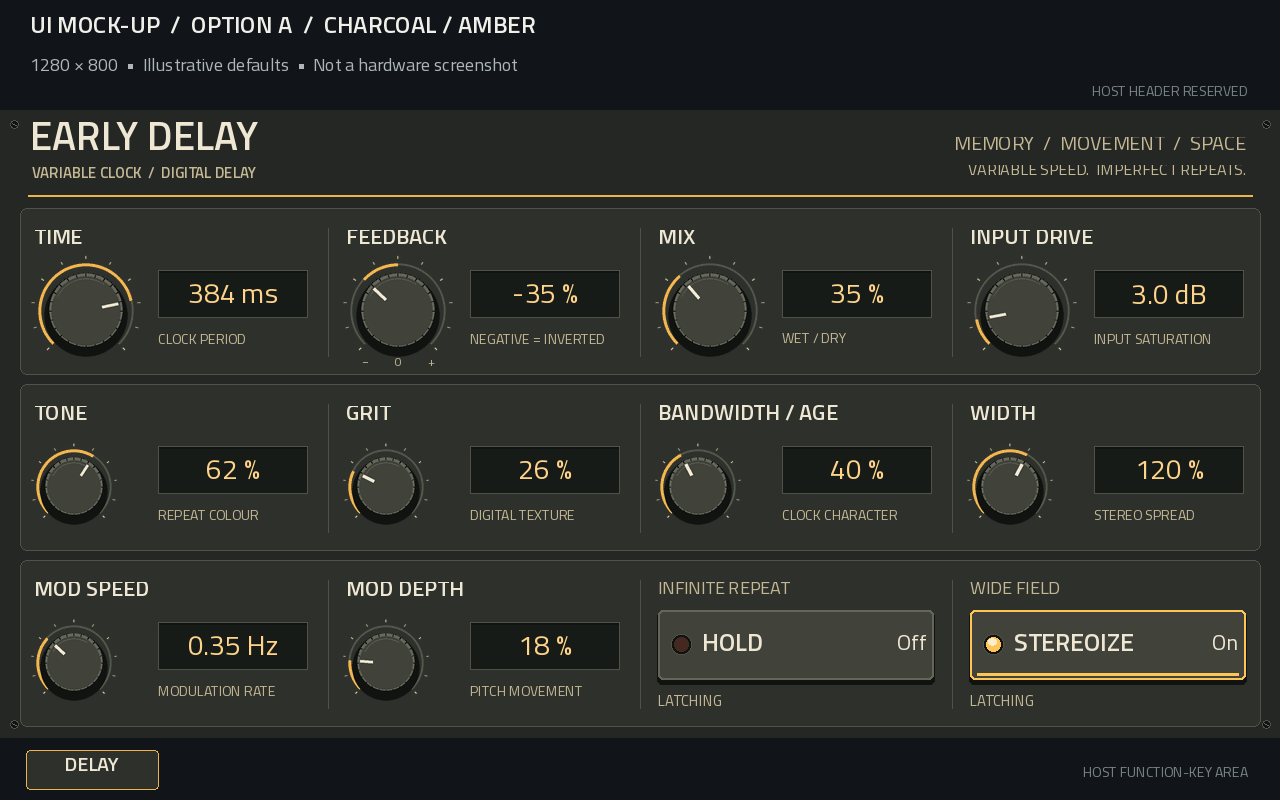 UI MOCK-UP / OPTION A / CHARCOAL / AMBER
1280 × 800 ▪ Illustrative defaults ▪ Not a hardware screenshot
HOST HEADER RESERVED
EARLY DELAY
MEMORY / MOVEMENT / SPACE
VARIABLE CLOCK / DIGITAL DELAY
VARIABLE SPEED. IMPERFECT REPEATS.
TIME
384 ms
CLOCK PERIOD
FEEDBACK
-35 %
NEGATIVE = INVERTED
− 0 +
MIX
35 %
WET / DRY
INPUT DRIVE
3.0 dB
INPUT SATURATION
TONE
62 %
REPEAT COLOUR
GRIT
26 %
DIGITAL TEXTURE
BANDWIDTH / AGE
40 %
CLOCK CHARACTER
WIDTH
120 %
STEREO SPREAD
MOD SPEED
0.35 Hz
MODULATION RATE
MOD DEPTH
18 %
PITCH MOVEMENT
INFINITE REPEAT
HOLD Off
LATCHING
WIDE FIELD
STEREOIZE On
LATCHING
DELAY
HOST FUNCTION-KEY AREA